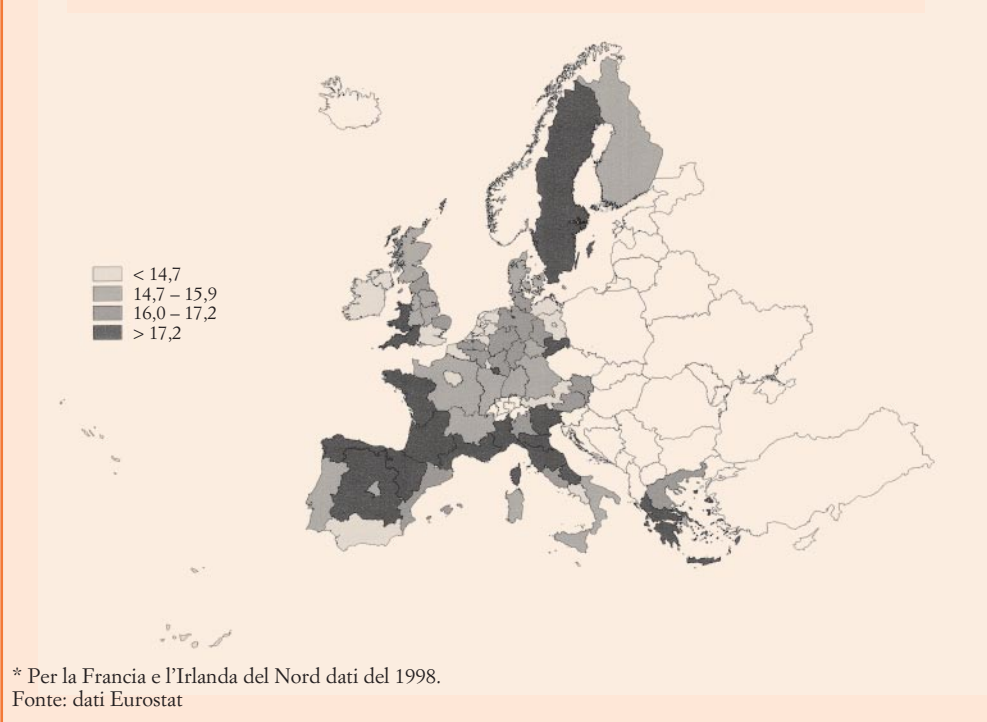 < 14,7
14,7 – 15,9
16,0 – 17,2
> 17,2
* Per la Francia e l’Irlanda del Nord dati del 1998.
Fonte: dati Eurostat